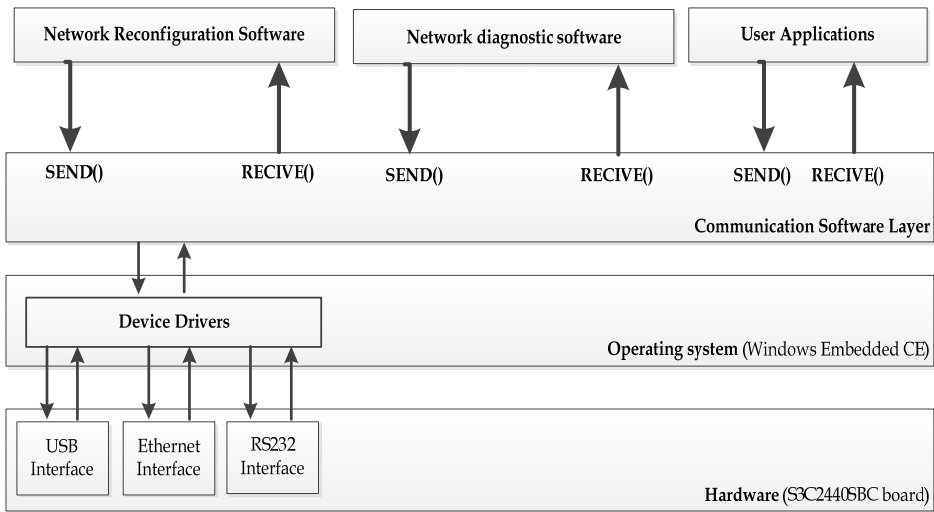 Network Reconfiguration Software
Network diagnostic software
User Applications
SEND()
RECIVE()
SEND()
RECIVE()
SEND()
RECIVE()
Communication Software Layer
Device Drivers
Operating system (Windows Embedded CE)
USB
Interface
Ethernet
Interface
RS232
Interface
Hardware (S3C2440SBC board)